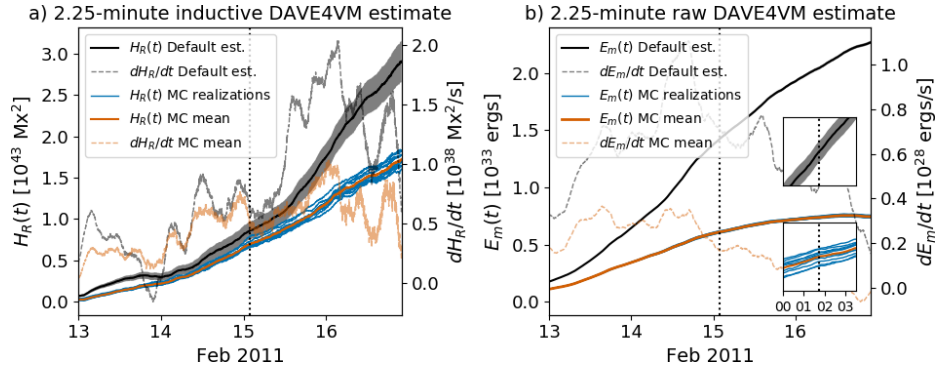 a) 2.25-minute inductive DAVE4VM estimate
H_R(t) Default est.
dH_R/dt Default est.
H_R(t) MC realizations
H_R(t) MC mean
dH_R/dt MC mean
H_R(t) [10^43 Mx^2]
3.0
2.5
2.0
1.5
1.0
0.5
0.0
dH_R/dt [10^38 Mx^2/s]
2.0
1.5
1.0
0.5
0.0
13
14
15
16
Feb 2011
b) 2.25-minute raw DAVE4VM estimate
E_m(t) Default est.
dE_m/dt Default est.
E_m(t) MC realizations
E_m(t) MC mean
dE_m/dt MC mean
E_m(t) [10^33 ergs]
2.0
1.5
1.0
0.5
0.0
dE_m/dt [10^28 ergs/s]
1.0
0.8
0.6
0.4
0.2
0.0
00 01 02 03
13
14
15
16
Feb 2011